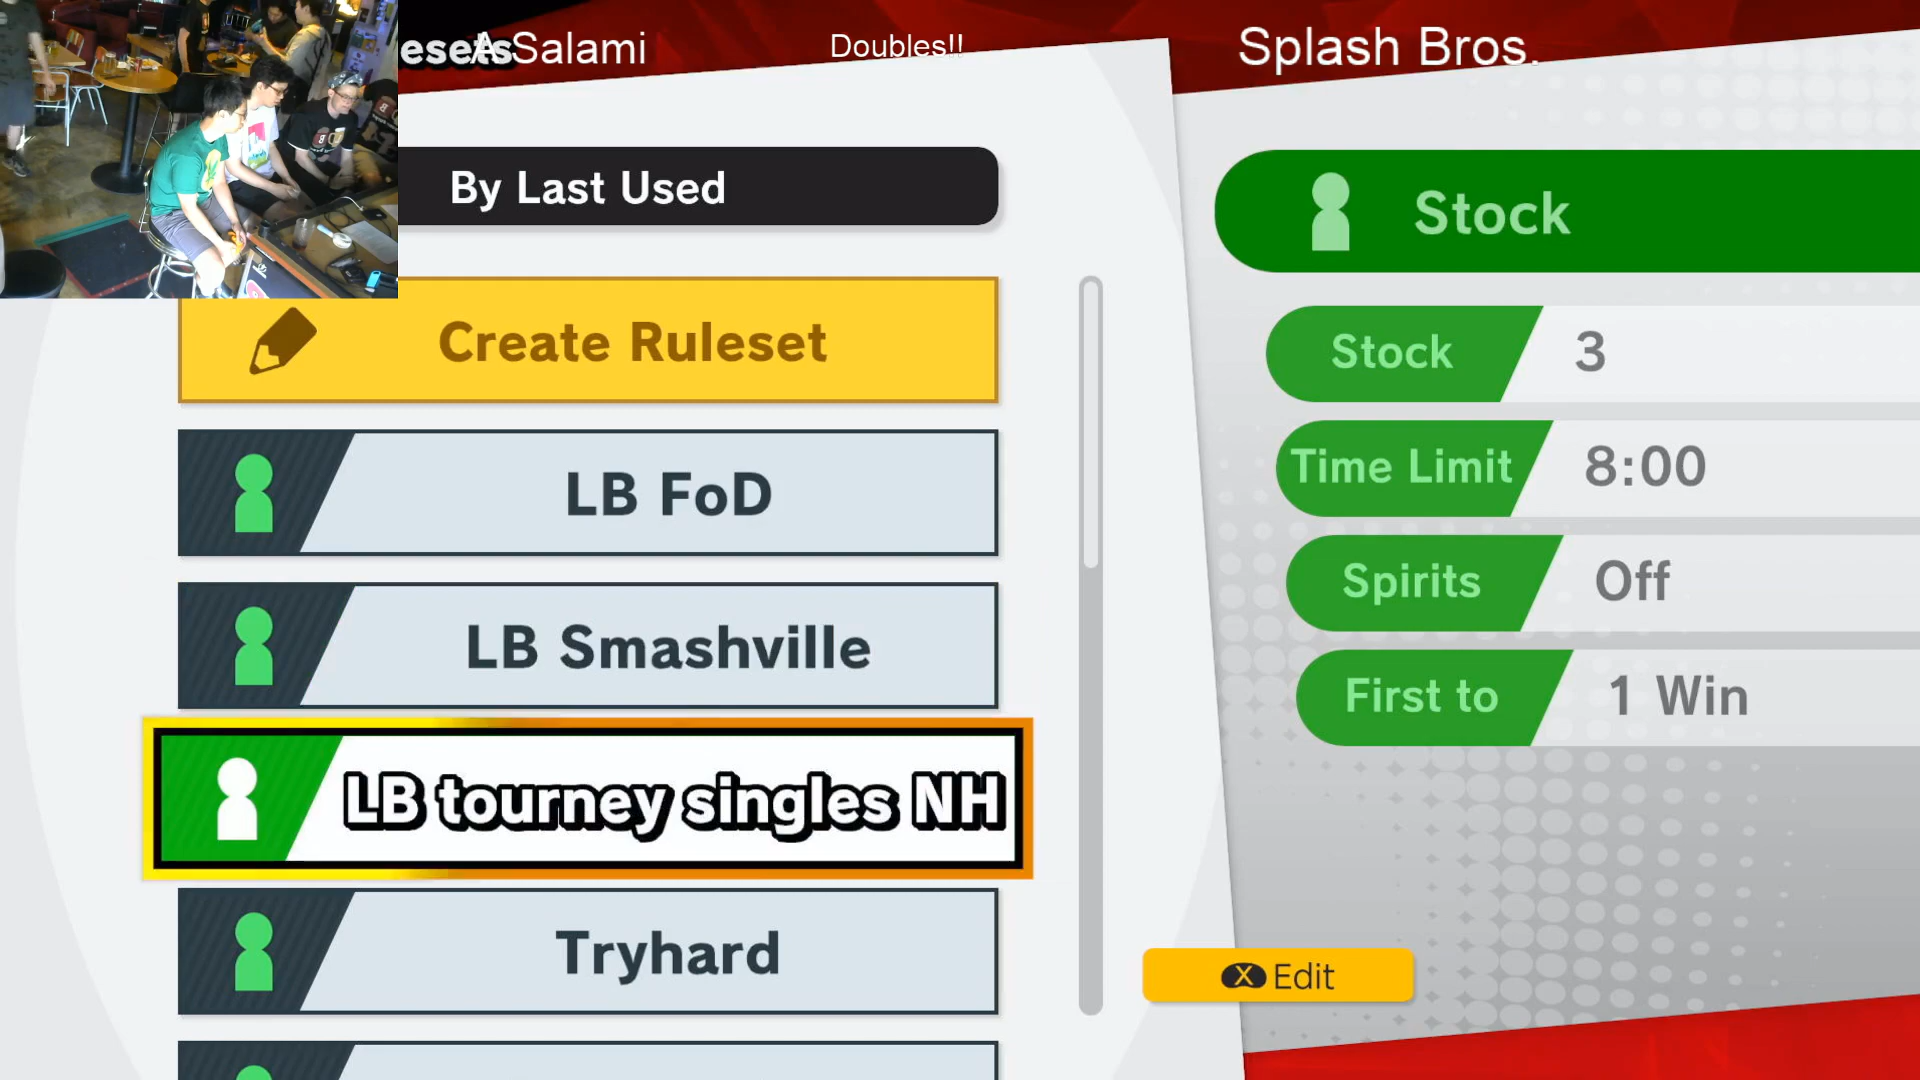 A Salami
Doubles!!
Splash Bros.
By Last Used
Create Ruleset
LB FoD
LB Smashville
LB tourney singles NH
Tryhard
Stock
Stock 3
Time Limit 8:00
Spirits Off
First to 1 Win
X Edit